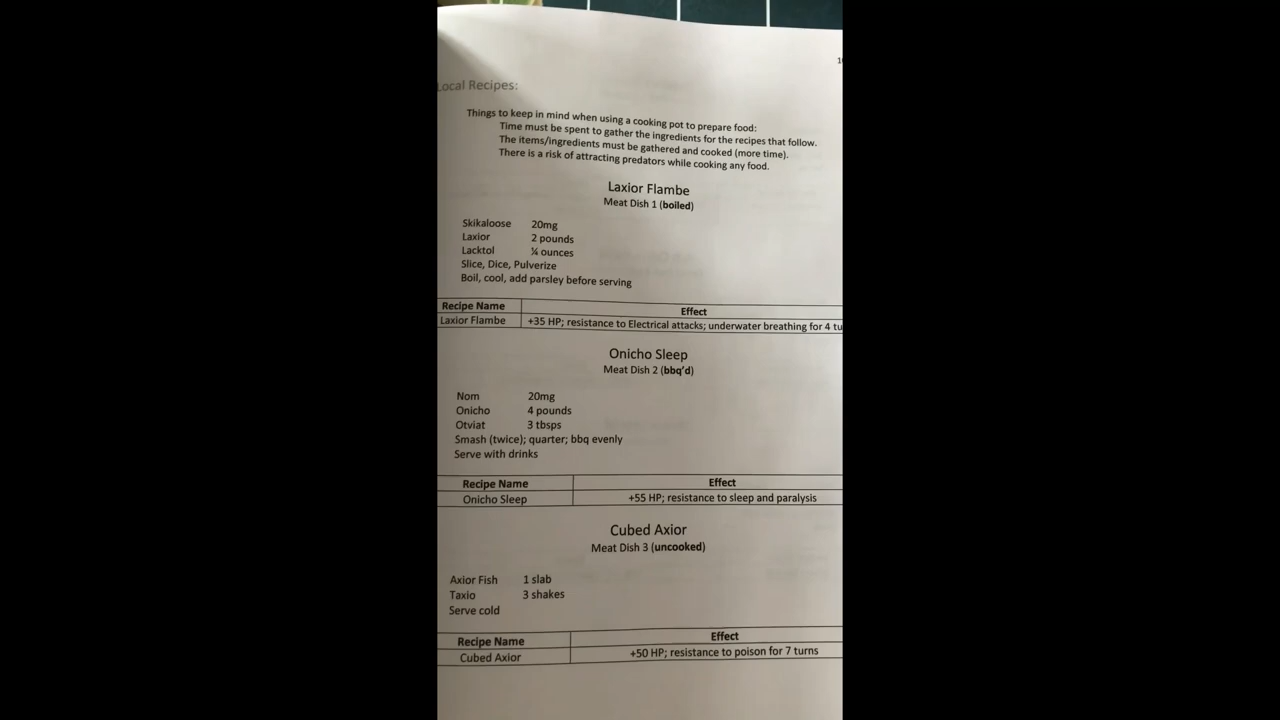 Local Recipes:
Things to keep in mind when using a cooking pot to prepare food:
Time must be spent to gather the ingredients for the recipes that follow.
The items/ingredients must be gathered and cooked (more time).
There is a risk of attracting predators while cooking any food.
Laxior Flambe
Meat Dish 1 (boiled)
Skikaloose 20mg
Laxior 2 pounds
Lacktol ¼ ounces
Slice, Dice, Pulverize
Boil, cool, add parsley before serving
Recipe Name Effect
Laxior Flambe +35 HP; resistance to Electrical attacks; underwater breathing for 4 tu
Onicho Sleep
Meat Dish 2 (bbq'd)
Nom 20mg
Onicho 4 pounds
Otviat 3 tbsps
Smash (twice); quarter; bbq evenly
Serve with drinks
Recipe Name Effect
Onicho Sleep +55 HP; resistance to sleep and paralysis
Cubed Axior
Meat Dish 3 (uncooked)
Axior Fish 1 slab
Taxio 3 shakes
Serve cold
Recipe Name Effect
Cubed Axior +50 HP; resistance to poison for 7 turns